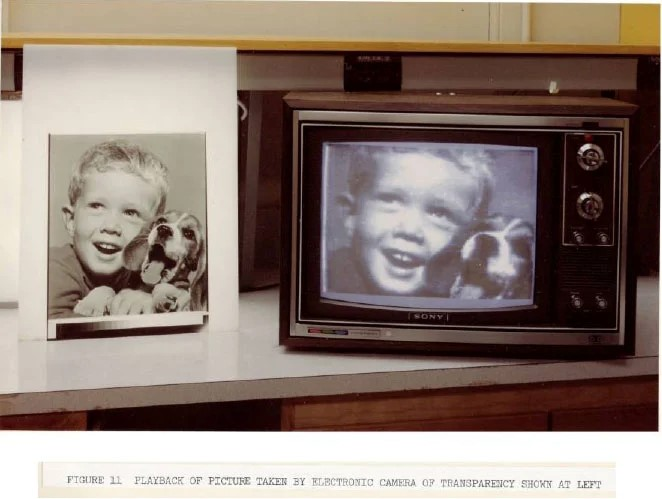 SONY
FIGURE 11 PLAYBACK OF PICTURE TAKEN BY ELECTRONIC CAMERA OF TRANSPARENCY SHOWN AT LEFT